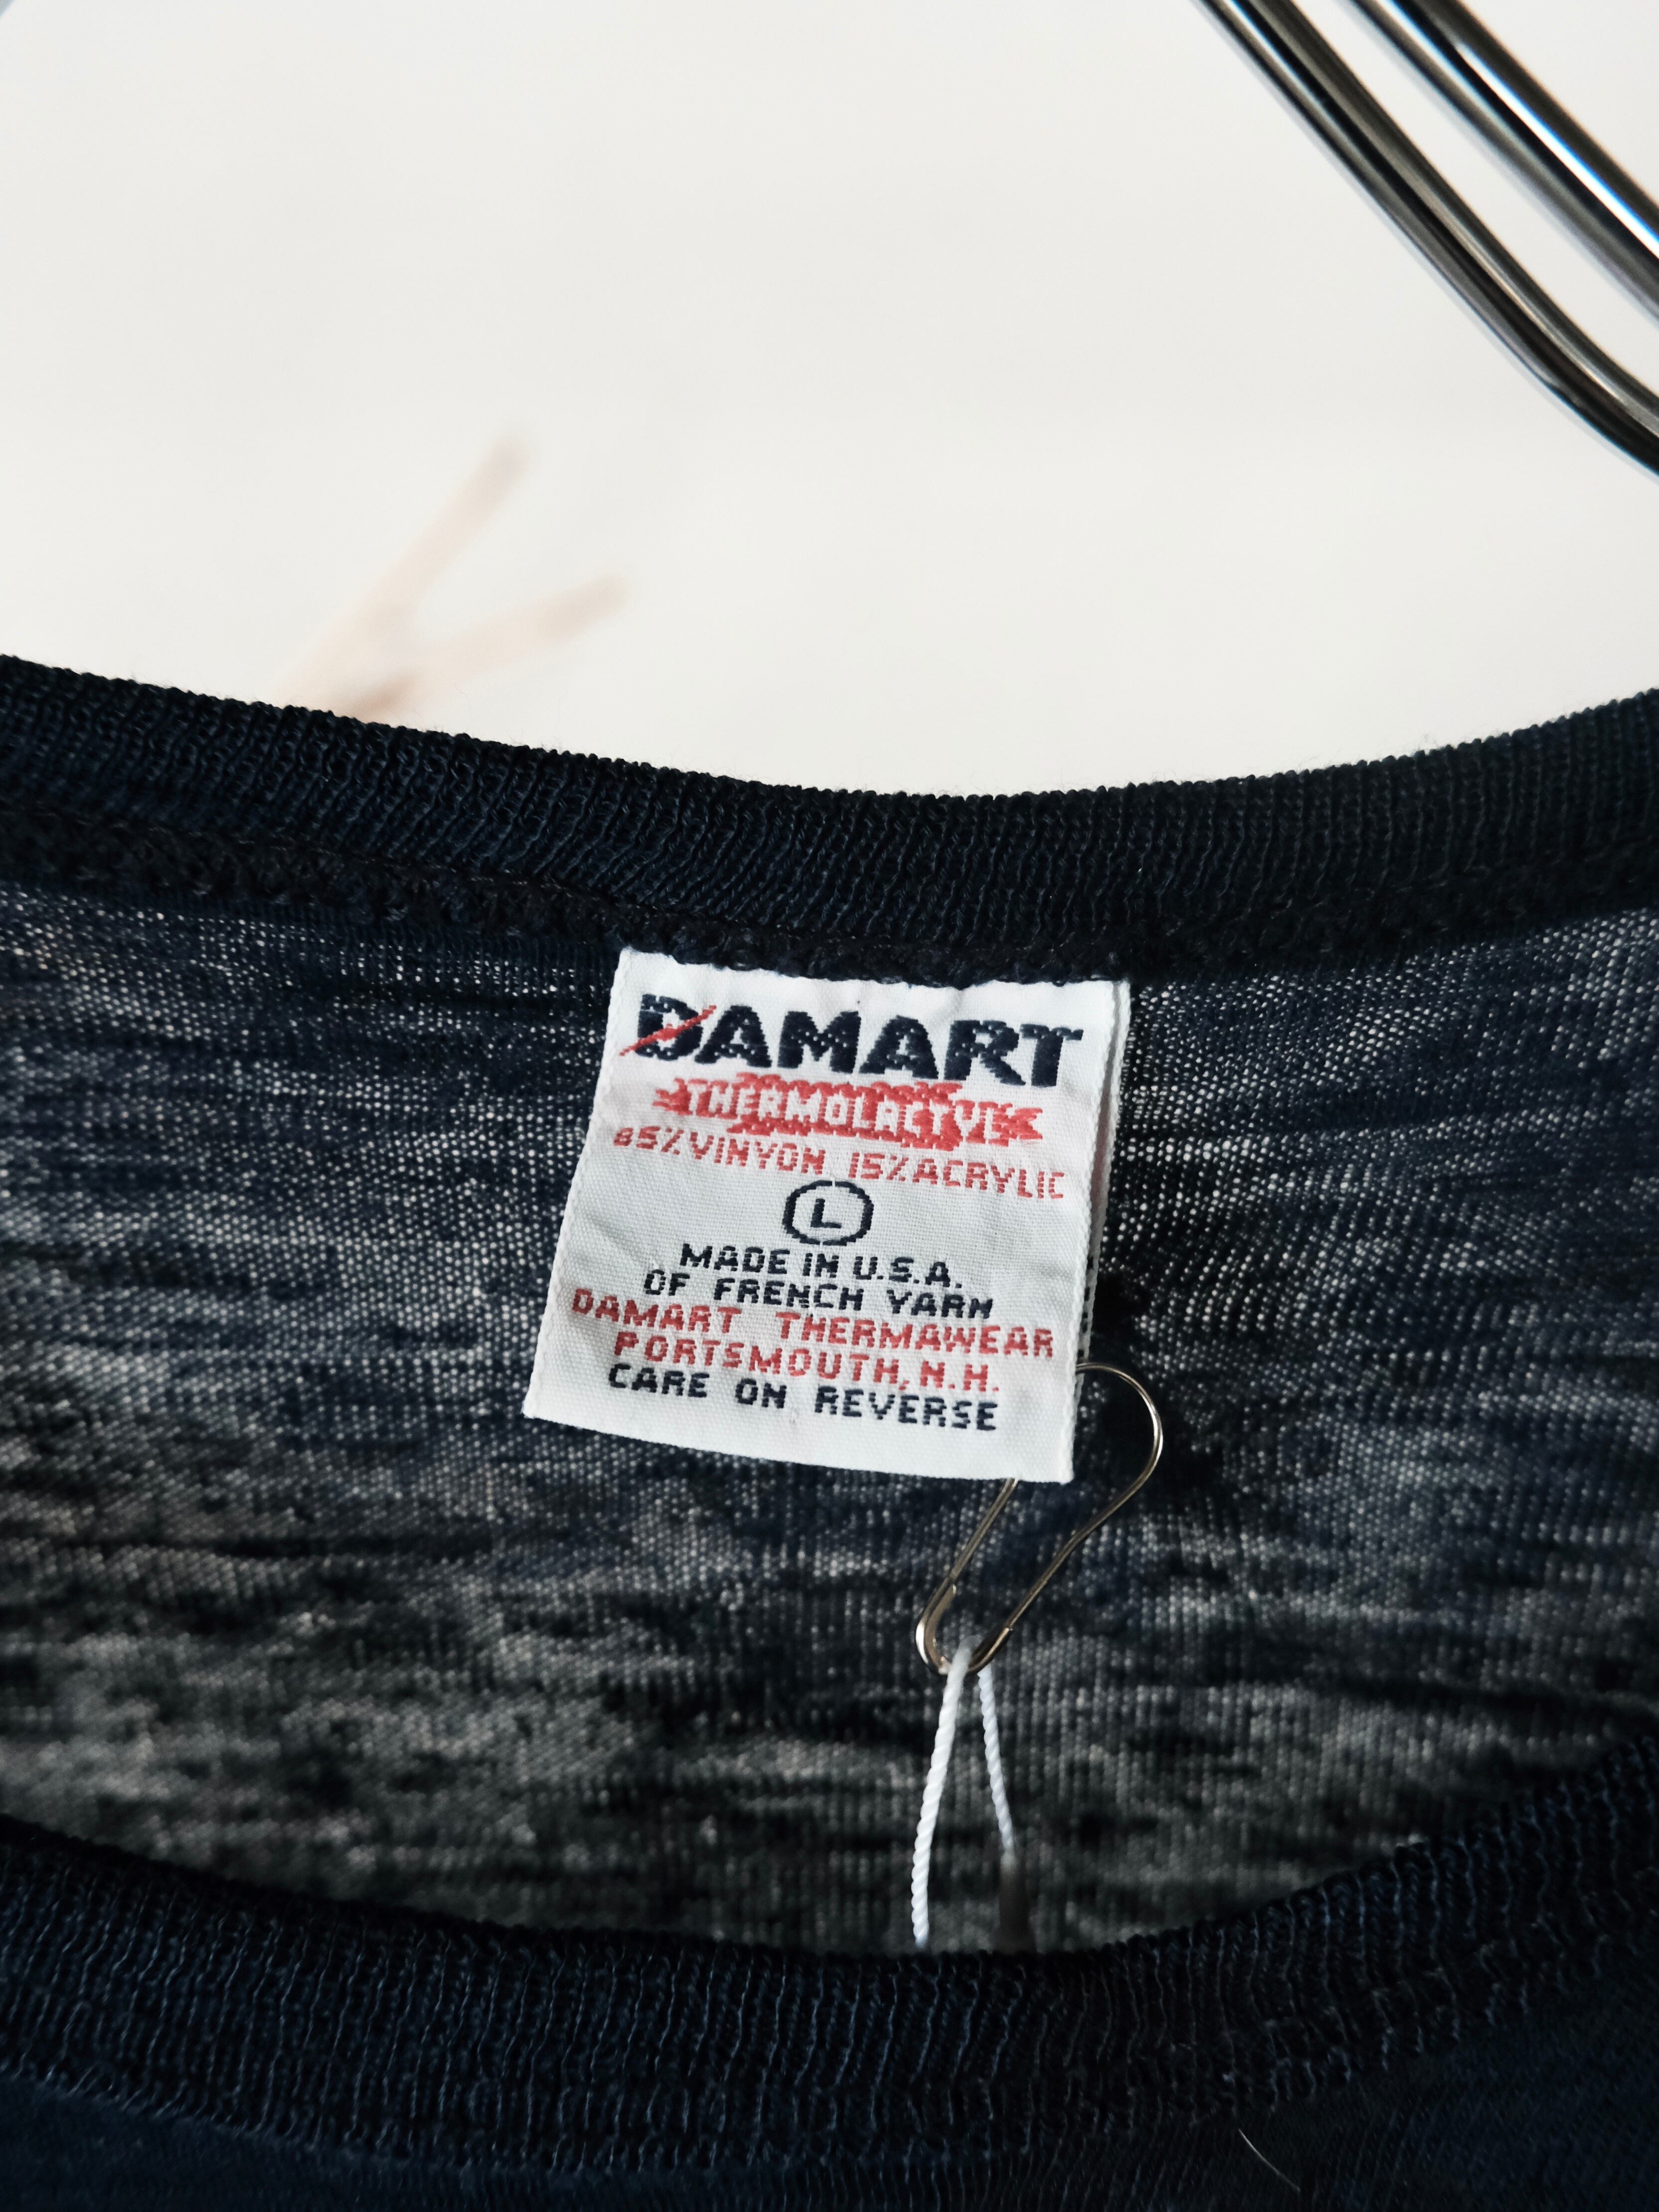 DAMART
THERMOLACTYL
85% VINYON 15% ACRYLIC
L
MADE IN U.S.A.
OF FRENCH YARN
DAMART THERMAWEAR
PORTSMOUTH, N.H.
CARE ON REVERSE